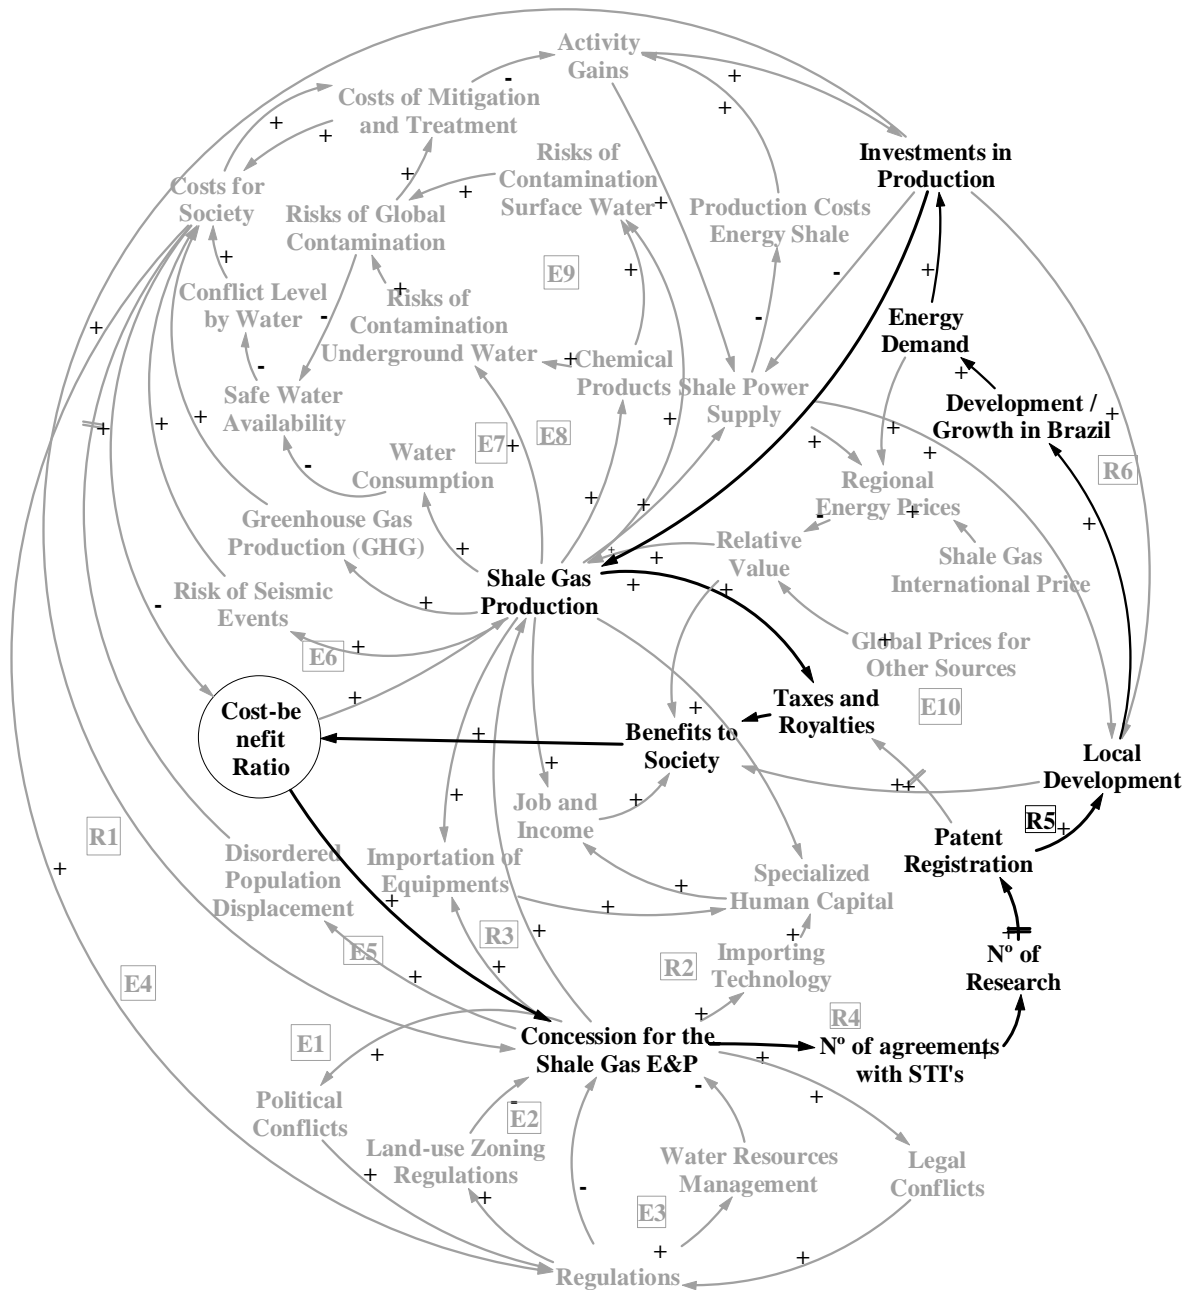 Activity
Gains
Costs of Mitigation
and Treatment
Investments in
Production
Risks of
Contamination
Surface Water
Costs for
Society
Risks of Global
Contamination
Production Costs
Energy Shale
E9
Conflict Level
by Water
Risks of
Contamination
Underground Water
Energy
Demand
Chemical
Products
Shale Power
Supply
Safe Water
Availability
Development /
Growth in Brazil
E7
E8
R6
Water
Consumption
Regional
Energy Prices
Greenhouse Gas
Production (GHG)
Relative
Value
Shale Gas
International Price
Shale Gas
Production
Risk of Seismic
Events
E6
Global Prices for
Other Sources
Taxes and
Royalties
E10
Cost-be
nefit
Ratio
Benefits to
Society
Local
Development
Job and
Income
R1
R5
Patent
Registration
Disordered
Population
Displacement
Importation of
Equipments
Specialized
Human Capital
E5
R3
R2
Importing
Technology
Nº of
Research
E4
R4
E1
Concession for the
Shale Gas E&P
Nº of agreements
with STI's
Political
Conflicts
E2
Land-use Zoning
Regulations
Water Resources
Management
Legal
Conflicts
E3
Regulations